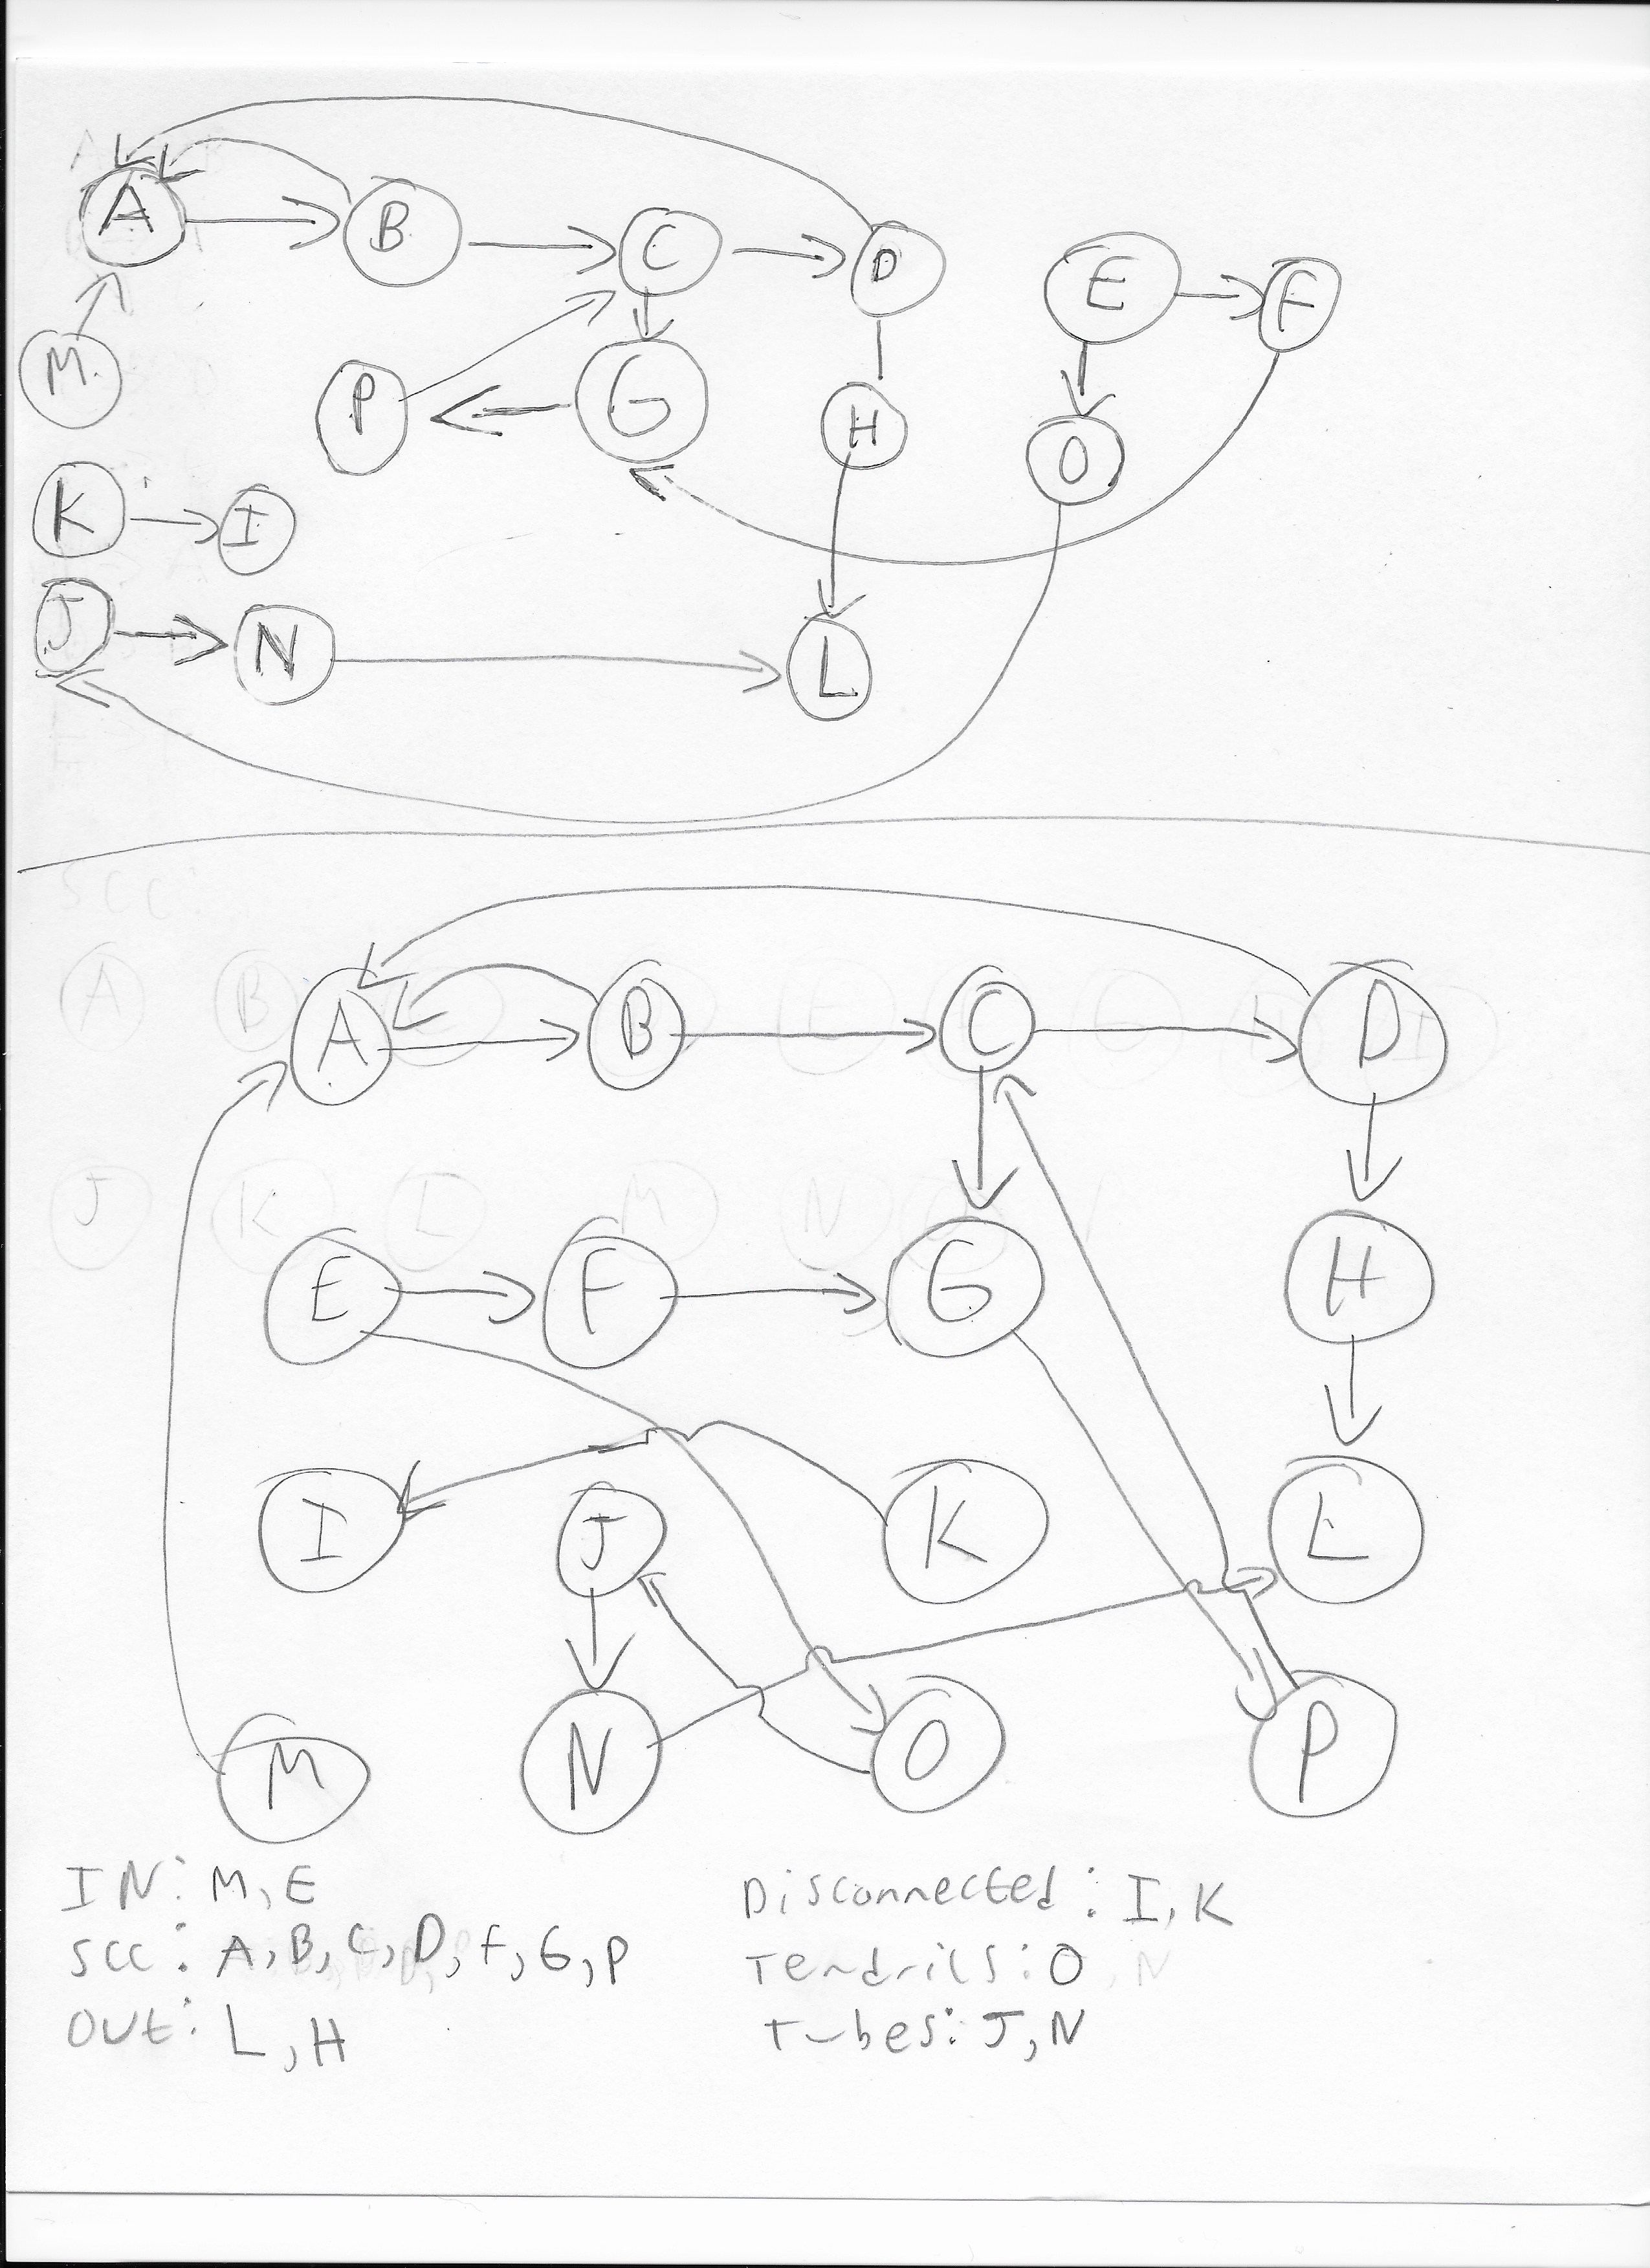 A B C D E F
M P G H O
K I
J N L
A B C D
E F G H
I J K L
M N O P
IN: M, E
SCC: A, B, C, D, F, G, P
OUT: L, H
Disconnected: I, K
Tendrils: O
Tubes: J, N